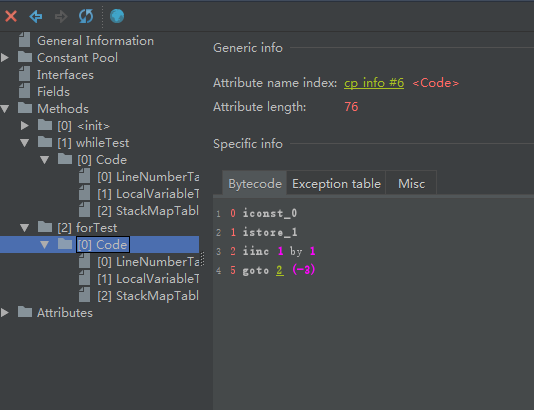 General Information
Constant Pool
Interfaces
Fields
Methods
[0] <init>
[1] whileTest
[0] Code
[0] LineNumberTa
[1] LocalVariableT
[2] StackMapTabl
[2] forTest
[0] Code
[0] LineNumberTa
[1] LocalVariableT
[2] StackMapTabl
Attributes
Generic info
Attribute name index: cp info #6 <Code>
Attribute length: 76
Specific info
Bytecode Exception table Misc
1 0 iconst_0
2 1 istore_1
3 2 iinc 1 by 1
4 5 goto 2 (-3)